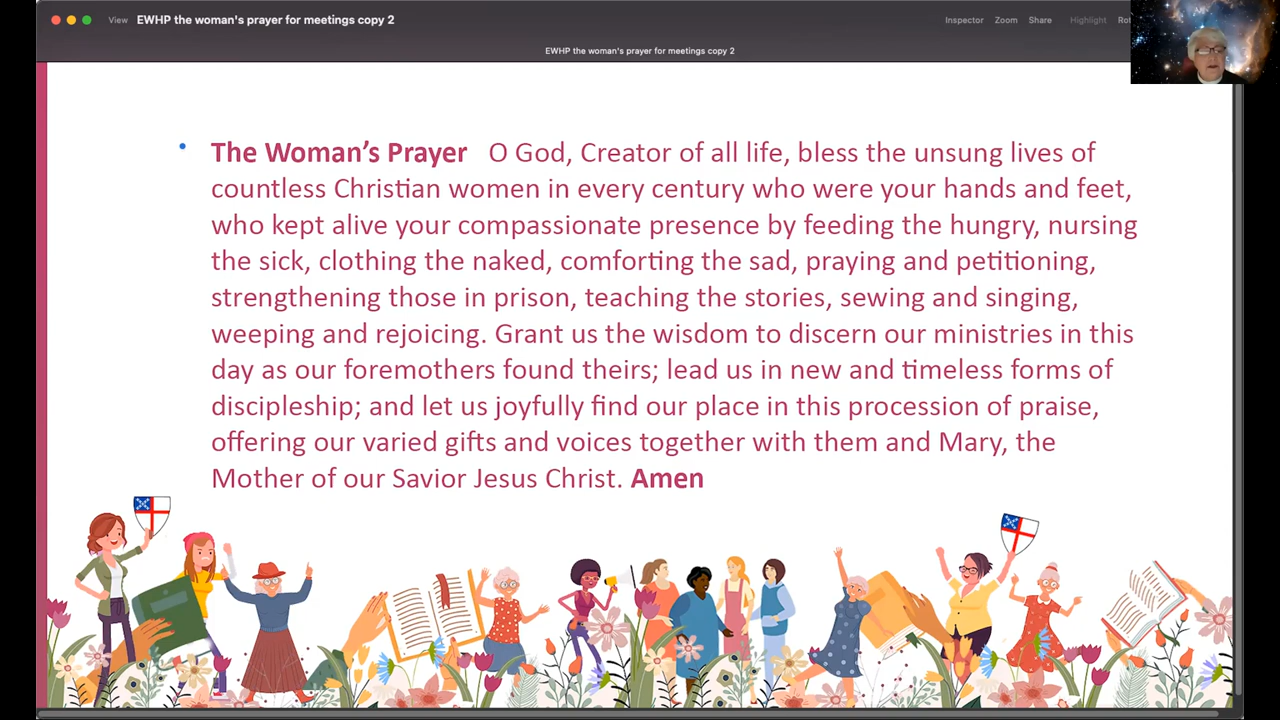 View EWHP the woman's prayer for meetings copy 2 Inspector Zoom Share Highlight
EWHP the woman's prayer for meetings copy 2
• The Woman’s Prayer O God, Creator of all life, bless the unsung lives of
countless Christian women in every century who were your hands and feet,
who kept alive your compassionate presence by feeding the hungry, nursing
the sick, clothing the naked, comforting the sad, praying and petitioning,
strengthening those in prison, teaching the stories, sewing and singing,
weeping and rejoicing. Grant us the wisdom to discern our ministries in this
day as our foremothers found theirs; lead us in new and timeless forms of
discipleship; and let us joyfully find our place in this procession of praise,
offering our varied gifts and voices together with them and Mary, the
Mother of our Savior Jesus Christ. Amen